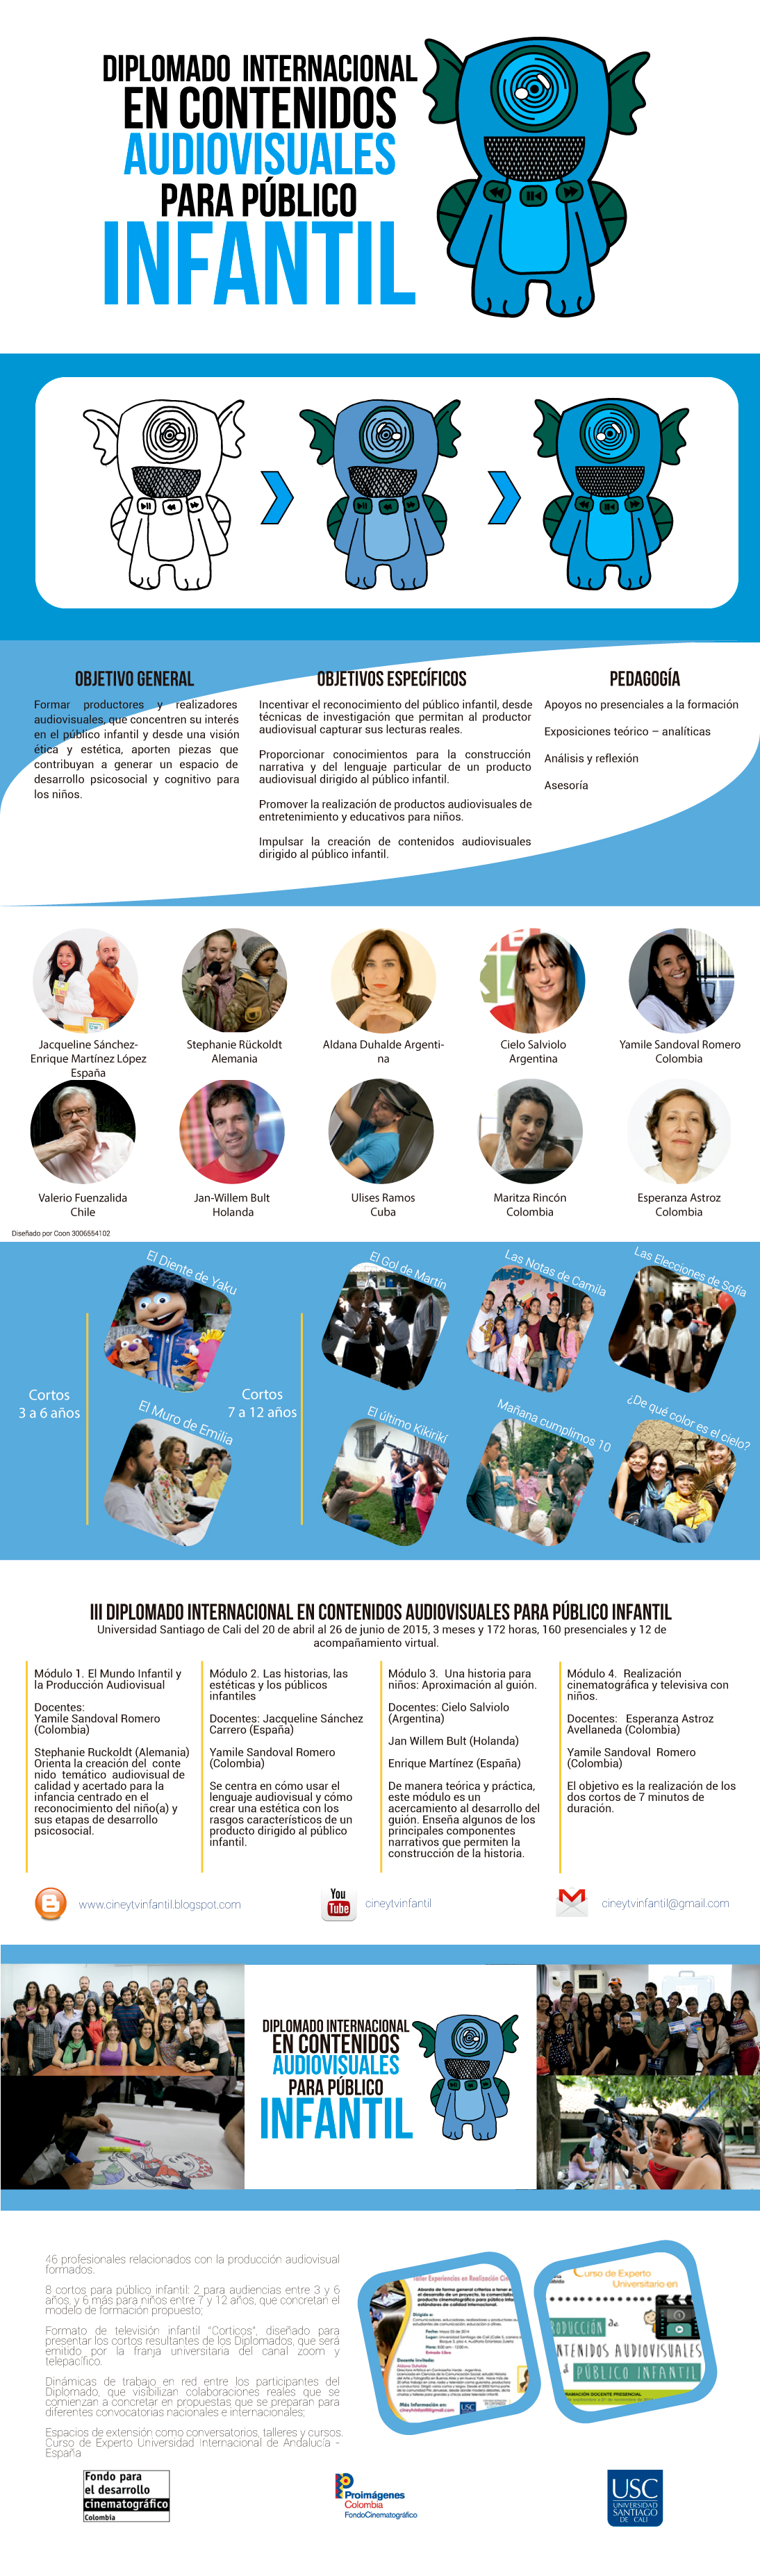 DIPLOMADO INTERNACIONAL
EN CONTENIDOS
AUDIOVISUALES
PARA PÚBLICO
INFANTIL
OBJETIVO GENERAL
Formar productores y realizadores
audiovisuales, que concentren su interés
en el público infantil y desde una visión
ética y estética, aporten piezas que
contribuyan a generar un espacio de
desarrollo psicosocial y cognitivo para
los niños.
OBJETIVOS ESPECÍFICOS
Incentivar el reconocimiento del público infantil, desde
técnicas de investigación que permitan al productor
audiovisual capturar sus lecturas reales.
Proporcionar conocimientos para la construcción
narrativa y del lenguaje particular de un producto
audiovisual dirigido al público infantil.
Promover la realización de productos audiovisuales de
entretenimiento y educativos para niños.
Impulsar la creación de contenidos audiovisuales
dirigido al público infantil.
PEDAGOGÍA
Apoyos no presenciales a la formación
Exposiciones teórico – analíticas
Análisis y reflexión
Asesoría
Jacqueline Sánchez-
Enrique Martínez López
España
Stephanie Rückoldt
Alemania
Aldana Duhalde Argenti-
na
Cielo Salviolo
Argentina
Yamile Sandoval Romero
Colombia
Valerio Fuenzalida
Chile
Jan-Willem Bult
Holanda
Ulises Ramos
Cuba
Maritza Rincón
Colombia
Esperanza Astroz
Colombia
Diseñado por Coon 3006554102
Cortos
3 a 6 años
El Diente de Yaku
El Muro de Emilia
Cortos
7 a 12 años
El Gol de Martín
Las Notas de Camila
Las Elecciones de Sofía
El último Kikirikí
Mañana cumplimos 10
¿De qué color es el cielo?
III DIPLOMADO INTERNACIONAL EN CONTENIDOS AUDIOVISUALES PARA PÚBLICO INFANTIL
Universidad Santiago de Cali del 20 de abril al 26 de junio de 2015, 3 meses y 172 horas, 160 presenciales y 12 de
acompañamiento virtual.
Módulo 1. El Mundo Infantil y
la Producción Audiovisual
Docentes:
Yamile Sandoval Romero
(Colombia)
Stephanie Ruckoldt (Alemania)
Orienta la creación del conte
nido temático audiovisual de
calidad y acertado para la
infancia centrado en el
reconocimiento del niño(a) y
sus etapas de desarrollo
psicosocial.
Módulo 2. Las historias, las
estéticas y los públicos
infantiles
Docentes: Jacqueline Sánchez
Carrero (España)
Yamile Sandoval Romero
(Colombia)
Se centra en cómo usar el
lenguaje audiovisual y cómo
crear una estética con los
rasgos característicos de un
producto dirigido al público
infantil.
Módulo 3. Una historia para
niños: Aproximación al guión.
Docentes: Cielo Salviolo
(Argentina)
Jan Willem Bult (Holanda)
Enrique Martínez (España)
De manera teórica y práctica,
este módulo es un
acercamiento al desarrollo del
guión. Enseña algunos de los
principales componentes
narrativos que permiten la
construcción de la historia.
Módulo 4. Realización
cinematográfica y televisiva con
niños.
Docentes: Esperanza Astroz
Avellaneda (Colombia)
Yamile Sandoval Romero
(Colombia)
El objetivo es la realización de los
dos cortos de 7 minutos de
duración.
www.cineytvinfantil.blogspot.com
You
Tube
cineytvinfantil
cineytvinfantil@gmail.com
DIPLOMADO INTERNACIONAL
EN CONTENIDOS
AUDIOVISUALES
PARA PÚBLICO
INFANTIL
46 profesionales relacionados con la producción audiovisual
formados.
8 cortos para público infantil: 2 para audiencias entre 3 y 6
años, y 6 más para niños entre 7 y 12 años, que concretan el
modelo de formación propuesto;
Formato de televisión infantil "Corticos", diseñado para
presentar los cortos resultantes de los Diplomados, que será
emitido por la franja universitaria del canal zoom y
telepacífico.
Dinámicas de trabajo en red entre los participantes del
Diplomado, que visibilizan colaboraciones reales que se
comienzan a concretar en propuestas que se preparan para
diferentes convocatorias nacionales e internacionales;
Espacios de extensión como conversatorios, talleres y cursos.
Curso de Experto Universidad Internacional de Andalucía -
España
Taller Experiencias en Realización
Más Información en:
cineytvinfantil@gmail.com
USC
Curso de Experto
Universitario en
CONTENIDOS AUDIOVISUALES
PÚBLICO INFANTIL
Fondo para
el desarrollo
cinematográfico
Colombia
Proimágenes
Colombia
FondoCinematográfico
USC
UNIVERSIDAD
SANTIAGO
DE CALI